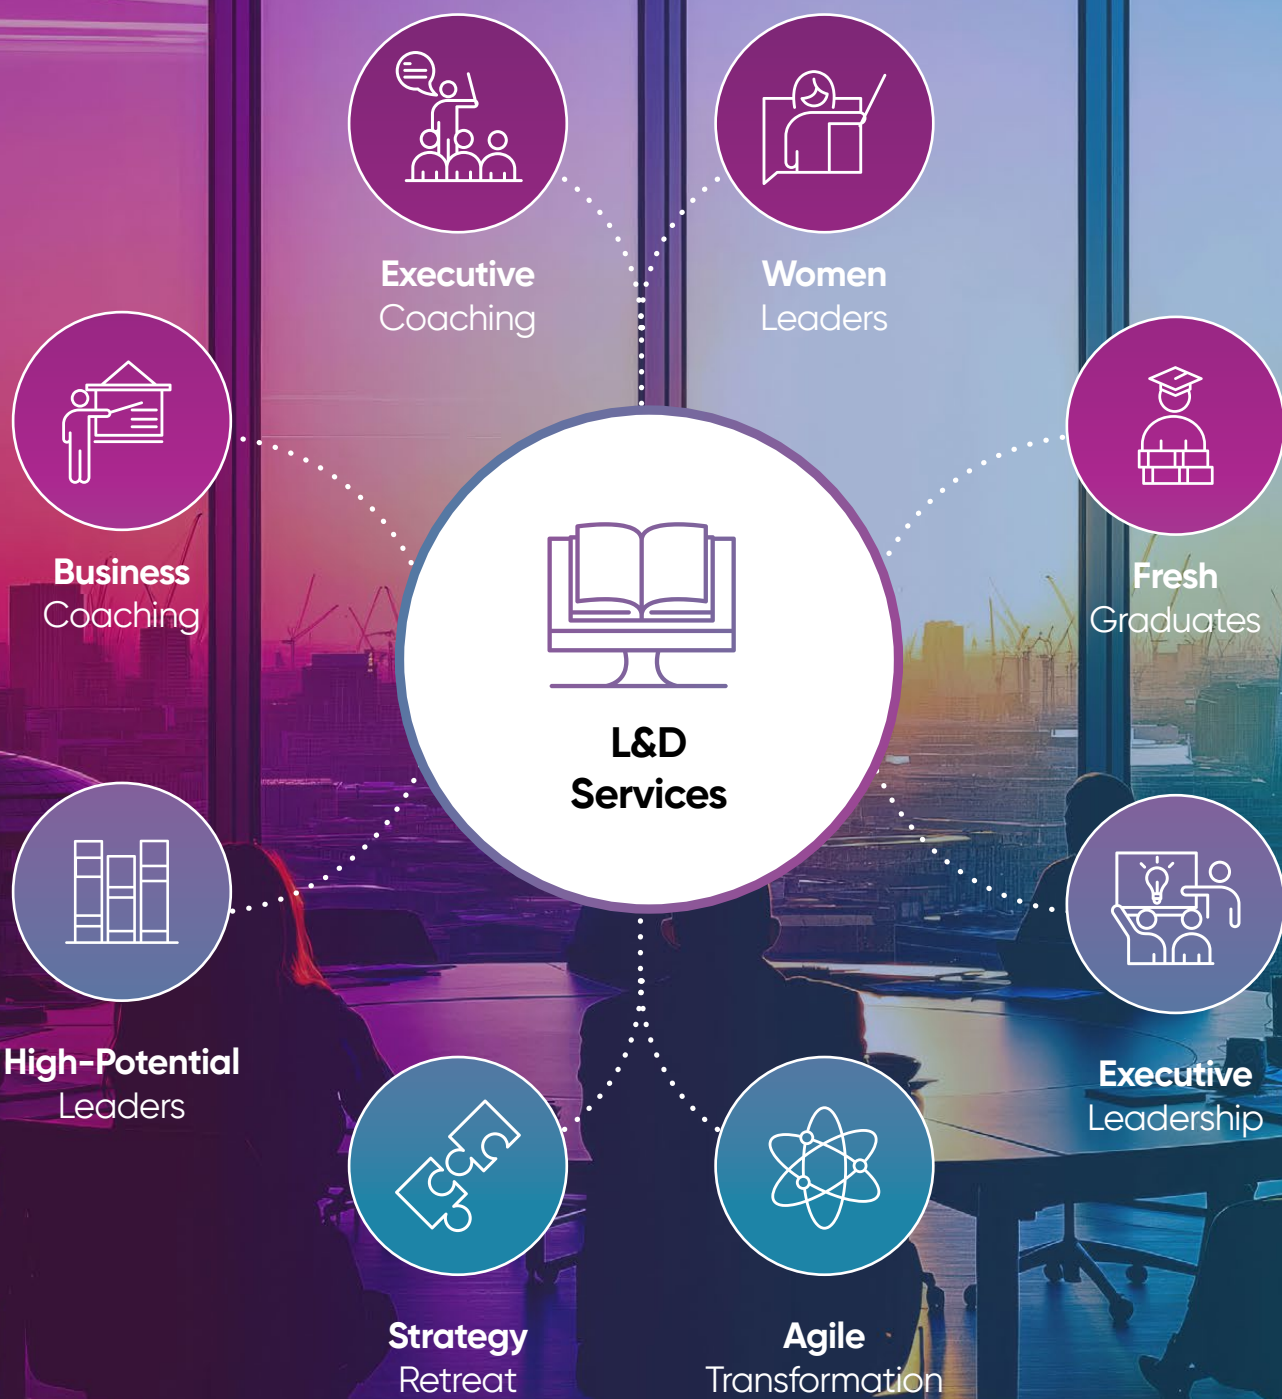 Executive
Coaching
Women
Leaders
Business
Coaching
Fresh
Graduates
L&D
Services
High-Potential
Leaders
Executive
Leadership
Strategy
Retreat
Agile
Transformation